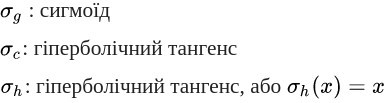 σ_g : сигмоїд
σ_c: гіперболічний тангенс
σ_h: гіперболічний тангенс, або σ_h(x) = x